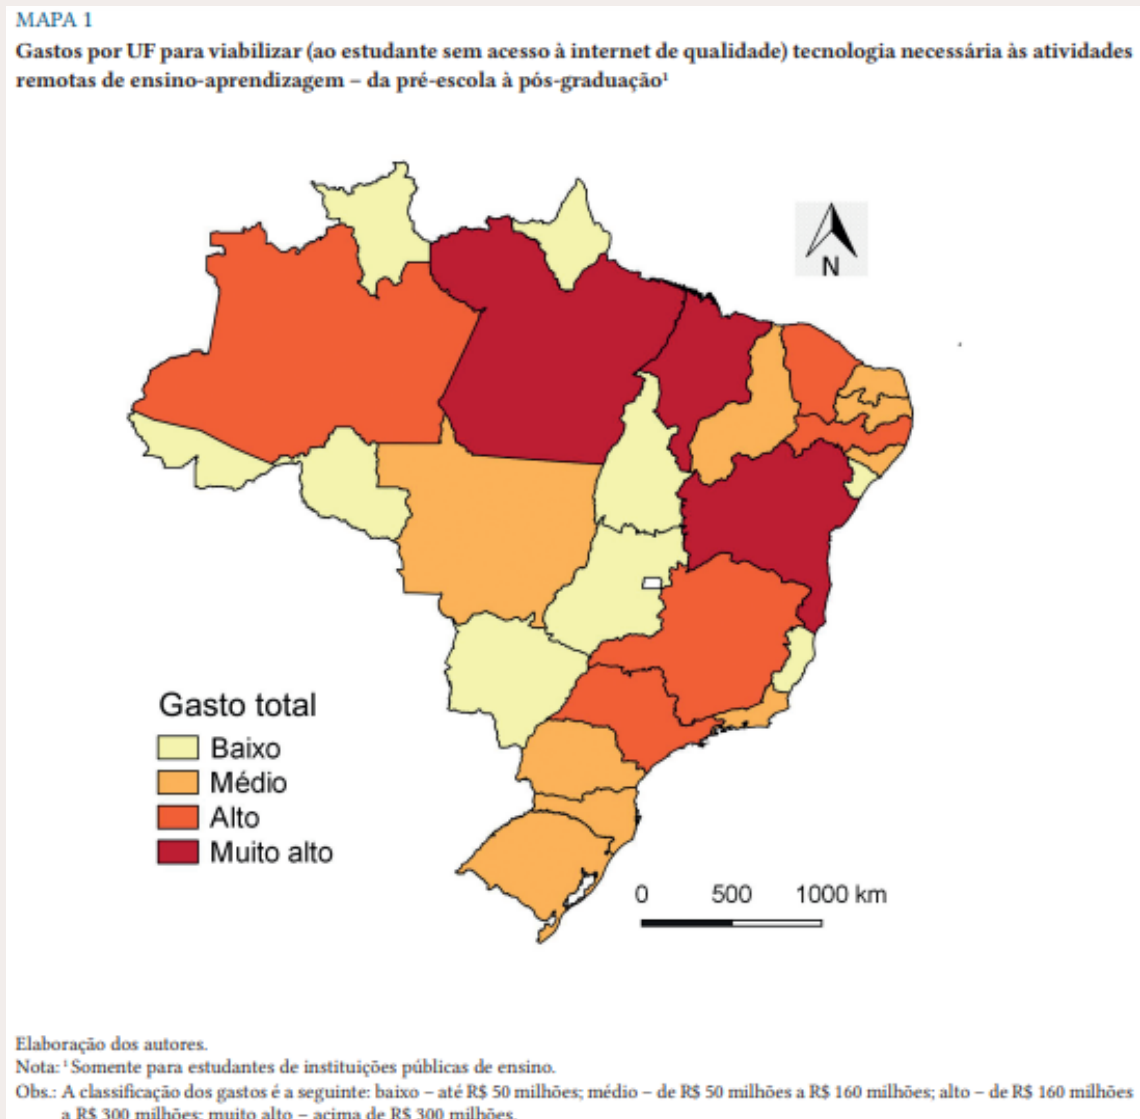 MAPA 1
Gastos por UF para viabilizar (ao estudante sem acesso à internet de qualidade) tecnologia necessária às atividades
remotas de ensino-aprendizagem – da pré-escola à pós-graduação¹
N
Gasto total
Baixo
Médio
Alto
Muito alto
0 500 1000 km
Elaboração dos autores.
Nota: ¹ Somente para estudantes de instituições públicas de ensino.
Obs.: A classificação dos gastos é a seguinte: baixo – até R$ 50 milhões; médio – de R$ 50 milhões a R$ 160 milhões; alto – de R$ 160 milhões
a R$ 300 milhões; muito alto – acima de R$ 300 milhões.